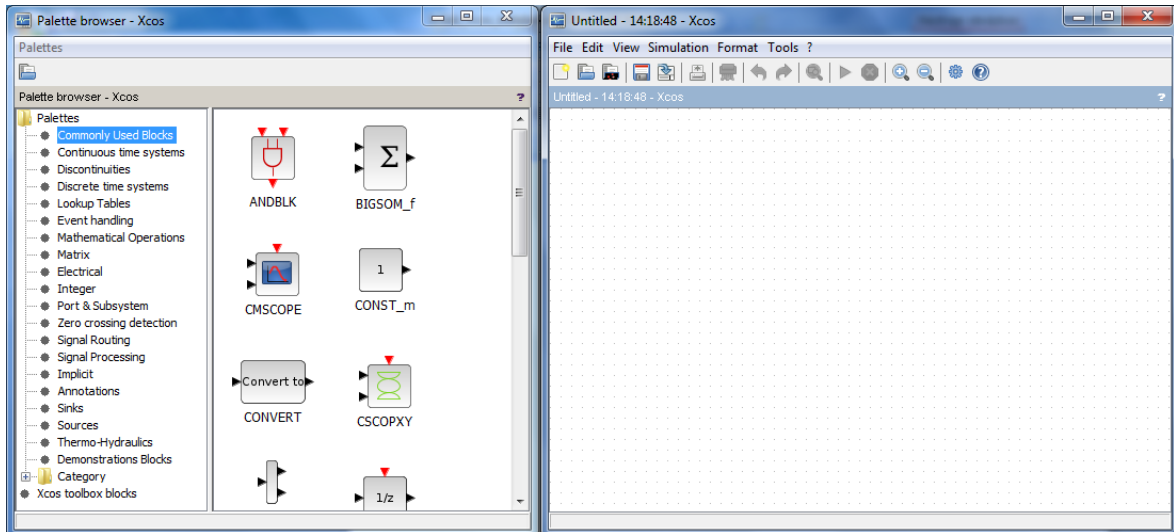 Palette browser - Xcos
Palettes
Palette browser - Xcos ?
Palettes
Commonly Used Blocks
Continuous time systems
Discontinuities
Discrete time systems
Lookup Tables
Event handling
Mathematical Operations
Matrix
Electrical
Integer
Port & Subsystem
Zero crossing detection
Signal Routing
Signal Processing
Implicit
Annotations
Sinks
Sources
Thermo-Hydraulics
Demonstrations Blocks
Category
Xcos toolbox blocks
Σ
ANDBLK BIGSOM_f
1
CMSCOPE CONST_m
Convert to
CONVERT CSCOPXY
1/z
Untitled - 14:18:48 - Xcos
File Edit View Simulation Format Tools ?
Untitled - 14:18:48 - Xcos ?